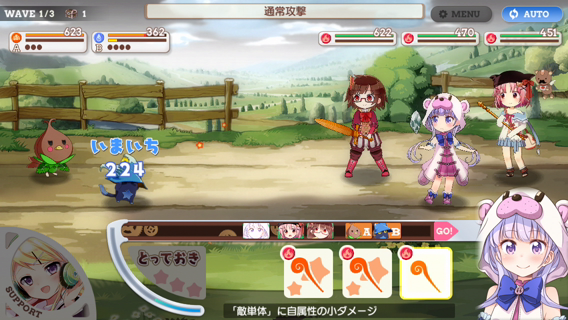 WAVE 1/3
1
通常攻撃
MENU
AUTO
623
A
362
B
622
470
451
いまいち
224
A
B
GO!
SUPPORT
とっておき
「敵単体」に自属性の小ダメージ